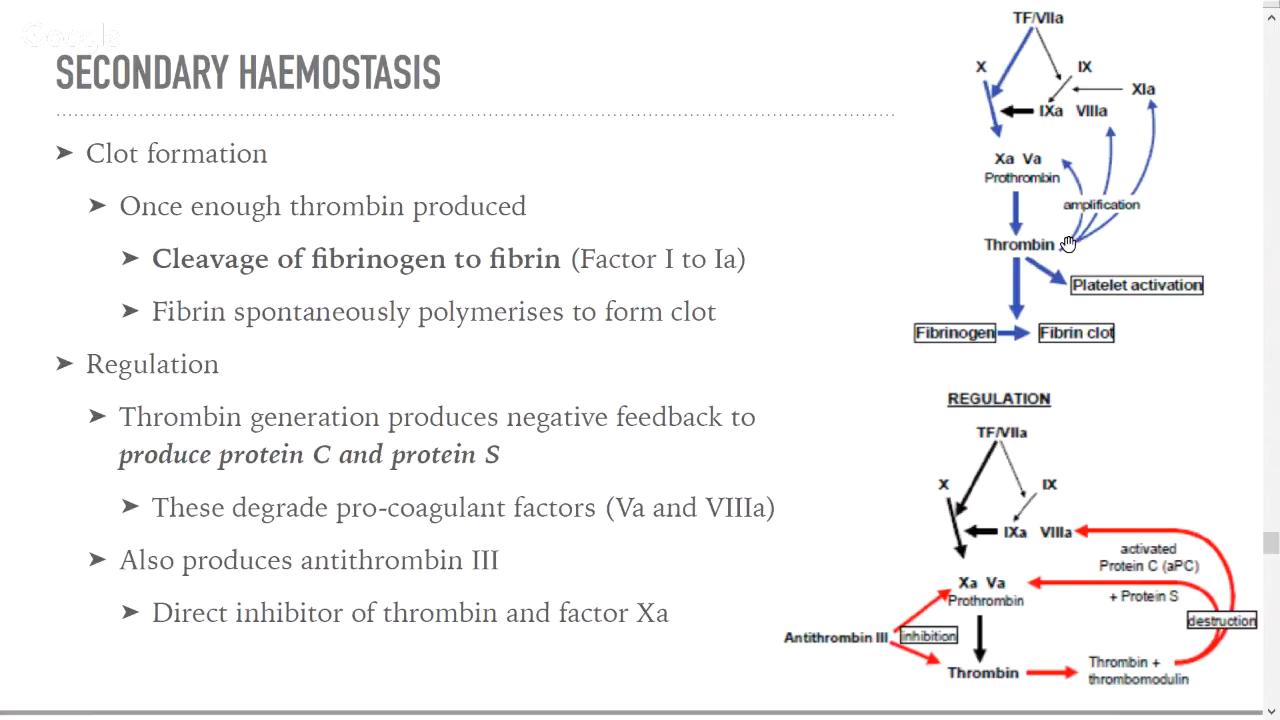 SECONDARY HAEMOSTASIS
➤ Clot formation
➤ Once enough thrombin produced
➤ Cleavage of fibrinogen to fibrin (Factor I to Ia)
➤ Fibrin spontaneously polymerises to form clot
➤ Regulation
➤ Thrombin generation produces negative feedback to
produce protein C and protein S
➤ These degrade pro-coagulant factors (Va and VIIIa)
➤ Also produces antithrombin III
➤ Direct inhibitor of thrombin and factor Xa
TF/VIIa
X IX
XIa
IXa VIIIa
Xa Va
Prothrombin
amplification
Thrombin
Platelet activation
Fibrinogen Fibrin clot
REGULATION
TF/VIIa
X IX
IXa VIIIa
activated
Protein C (aPC)
Xa Va
+ Protein S
Prothrombin
destruction
Antithrombin III inhibition
Thrombin
Thrombin +
thrombomodulin